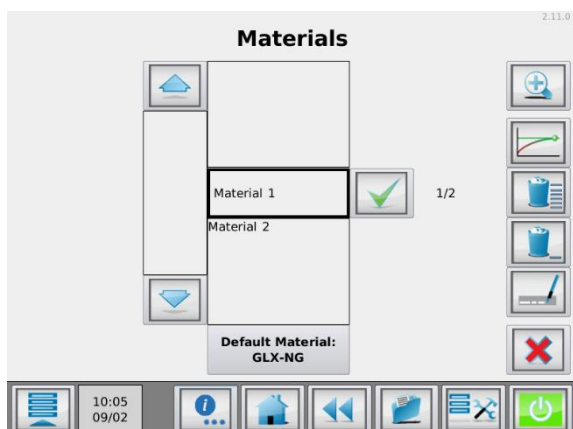 2.11.0
Materials
Material 1
1/2
Material 2
Default Material:
GLX-NG
10:05
09/02